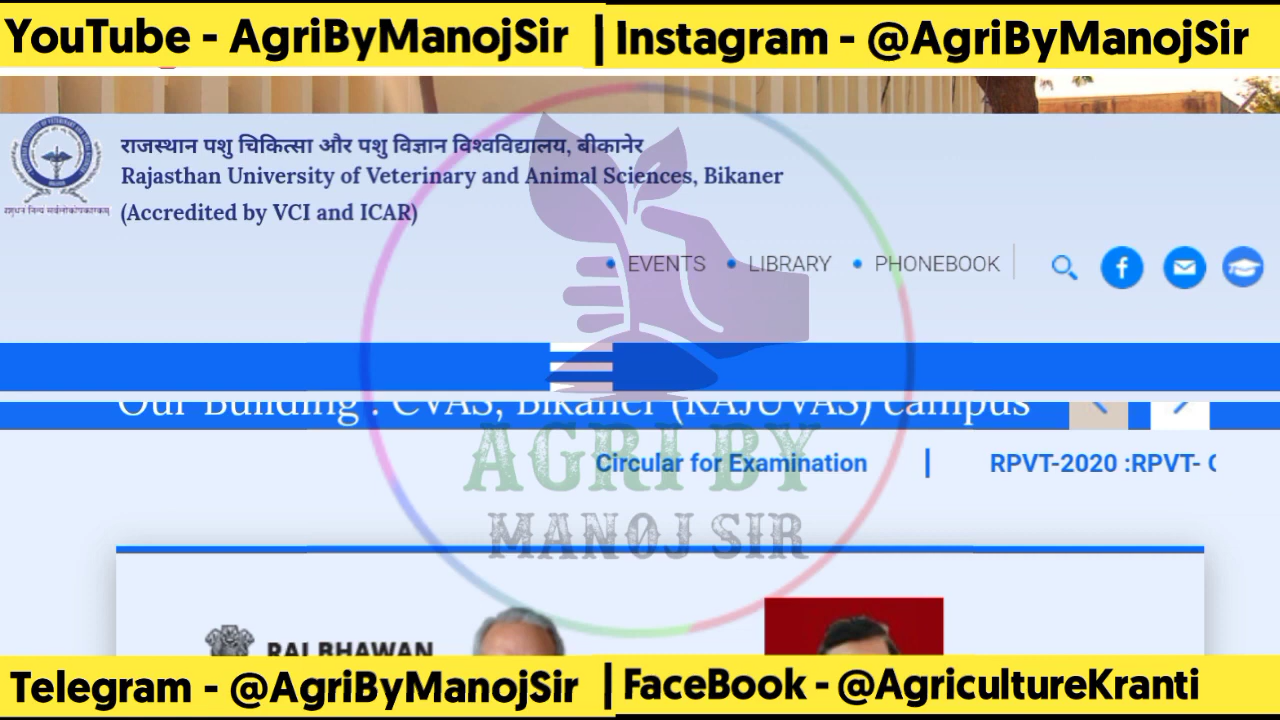 YouTube - AgriByManojSir | Instagram - @AgriByManojSir
राजस्थान पशु चिकित्सा और पशु विज्ञान विश्वविद्यालय, बीकानेर
Rajasthan University of Veterinary and Animal Sciences, Bikaner
(Accredited by VCI and ICAR)
EVENTS LIBRARY PHONEBOOK
Our Building : CVAS, Bikaner (RAJUVAS) campus
AGRI BY
Circular for Examination | RPVT-2020 :RPVT-
MANOJ SIR
RAJ BHAWAN
Telegram - @AgriByManojSir | FaceBook - @AgricultureKranti